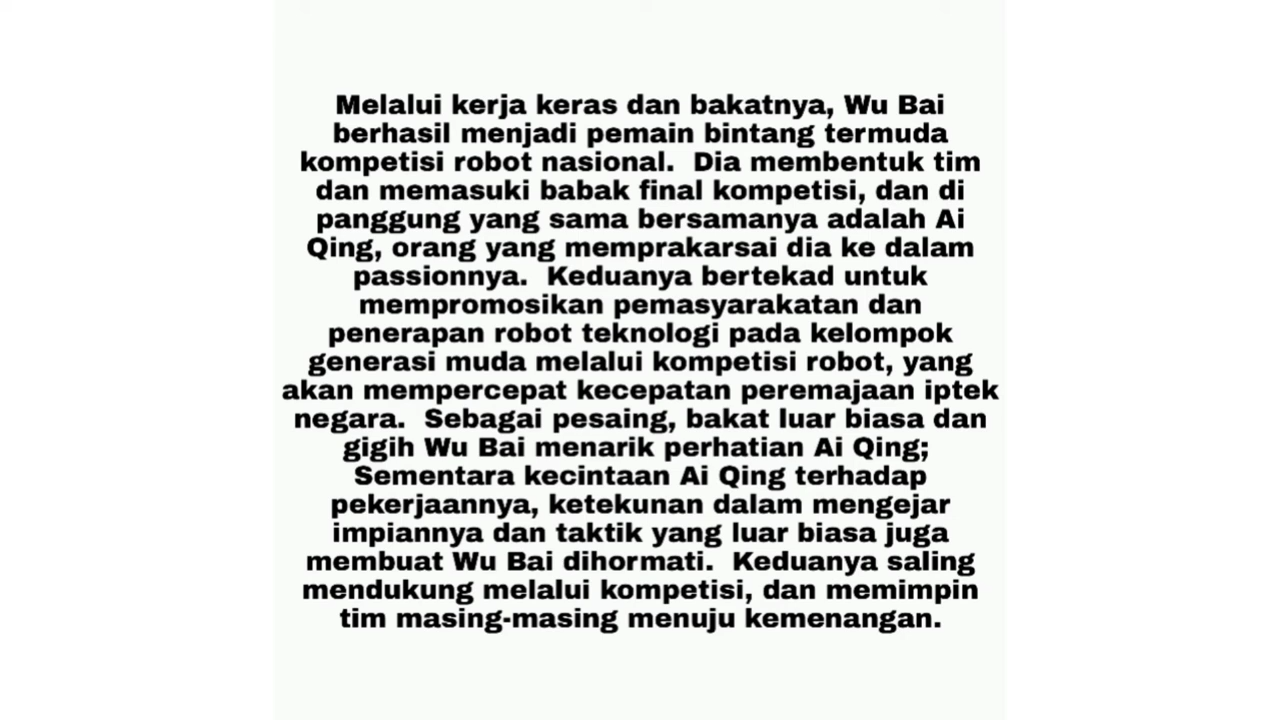 Melalui kerja keras dan bakatnya, Wu Bai
berhasil menjadi pemain bintang termuda
kompetisi robot nasional.  Dia membentuk tim
dan memasuki babak final kompetisi, dan di
panggung yang sama bersamanya adalah Ai
Qing, orang yang memprakarsai dia ke dalam
passionnya.  Keduanya bertekad untuk
mempromosikan pemasyarakatan dan
penerapan robot teknologi pada kelompok
generasi muda melalui kompetisi robot, yang
akan mempercepat kecepatan peremajaan iptek
negara.  Sebagai pesaing, bakat luar biasa dan
gigih Wu Bai menarik perhatian Ai Qing;
Sementara kecintaan Ai Qing terhadap
pekerjaannya, ketekunan dalam mengejar
impiannya dan taktik yang luar biasa juga
membuat Wu Bai dihormati.  Keduanya saling
mendukung melalui kompetisi, dan memimpin
tim masing-masing menuju kemenangan.